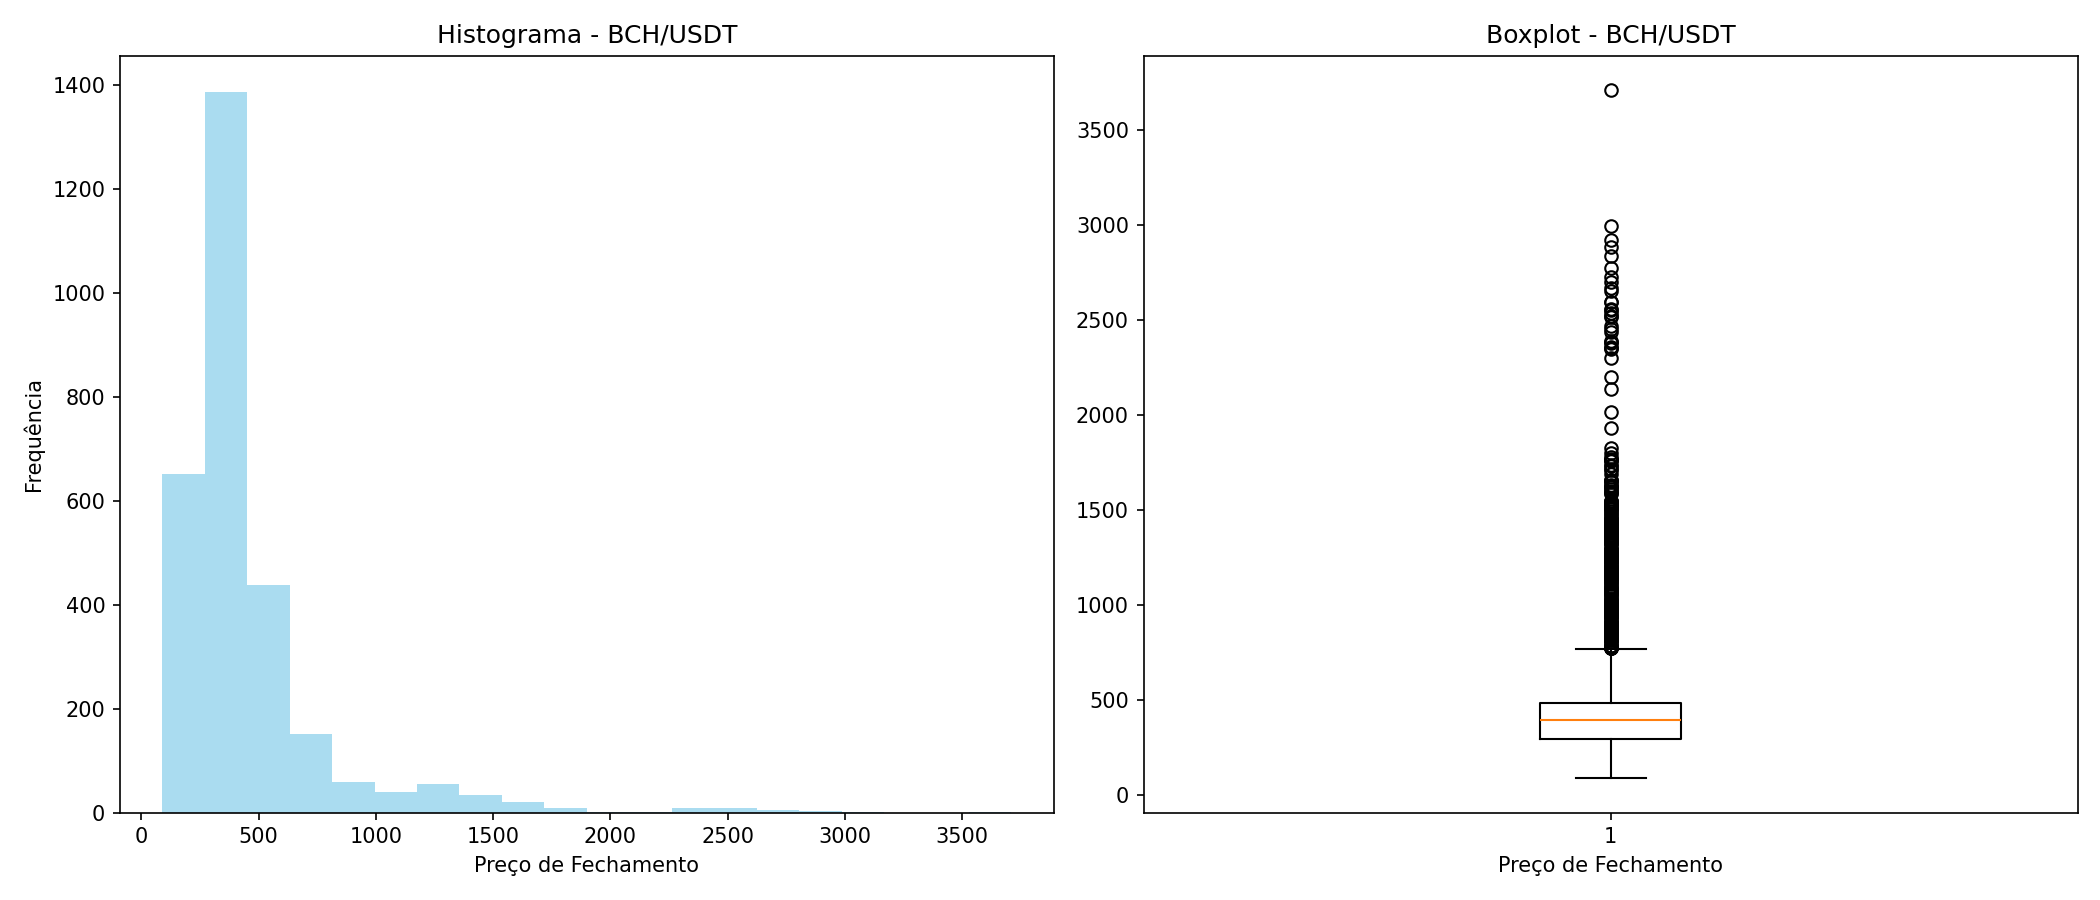 Histograma - BCH/USDT
1400
1200
1000
800
600
400
200
0
Frequência
0 500 1000 1500 2000 2500 3000 3500
Preço de Fechamento
Boxplot - BCH/USDT
3500
3000
2500
2000
1500
1000
500
0
1
Preço de Fechamento